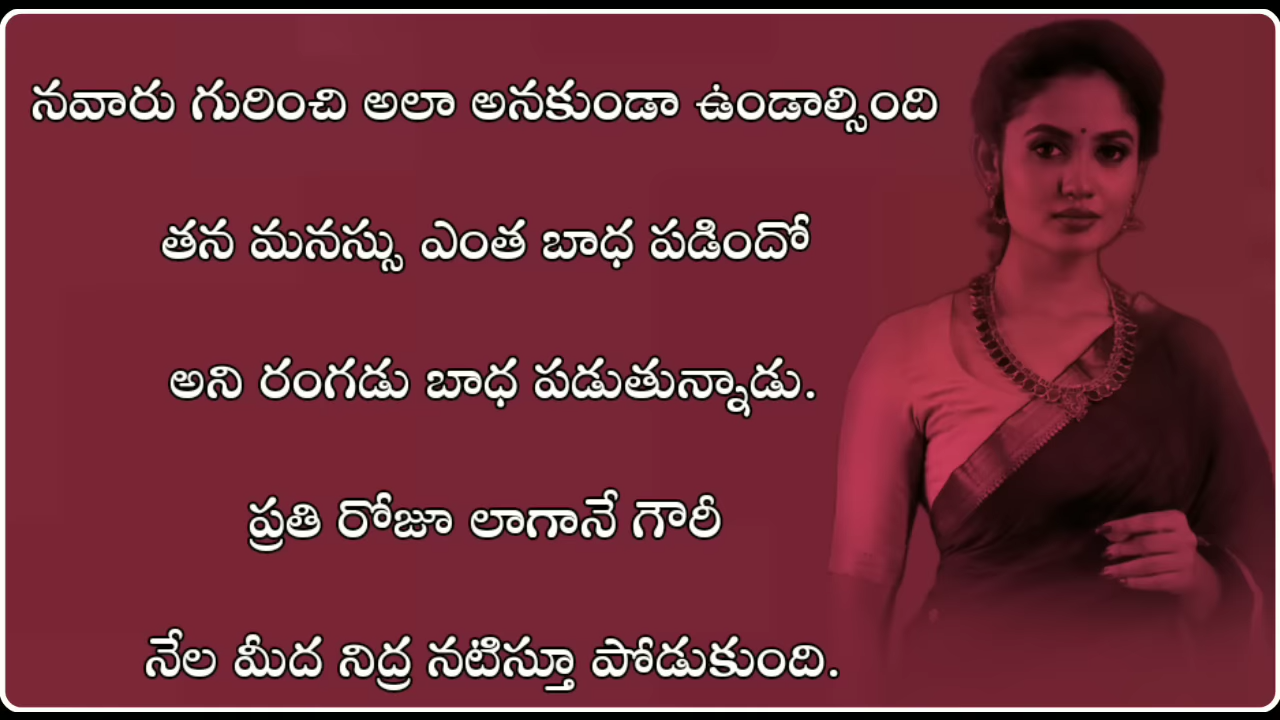 నవారు గురించి అలా అనకుండా ఉండాల్సింది
తన మనస్సు ఎంత బాధ పడిందో
అని రంగడు బాధ పడుతున్నాడు.
ప్రతి రోజూ లాగానే గౌరీ
నేల మీద నిద్ర నటిస్తూ పోడుకుంది.